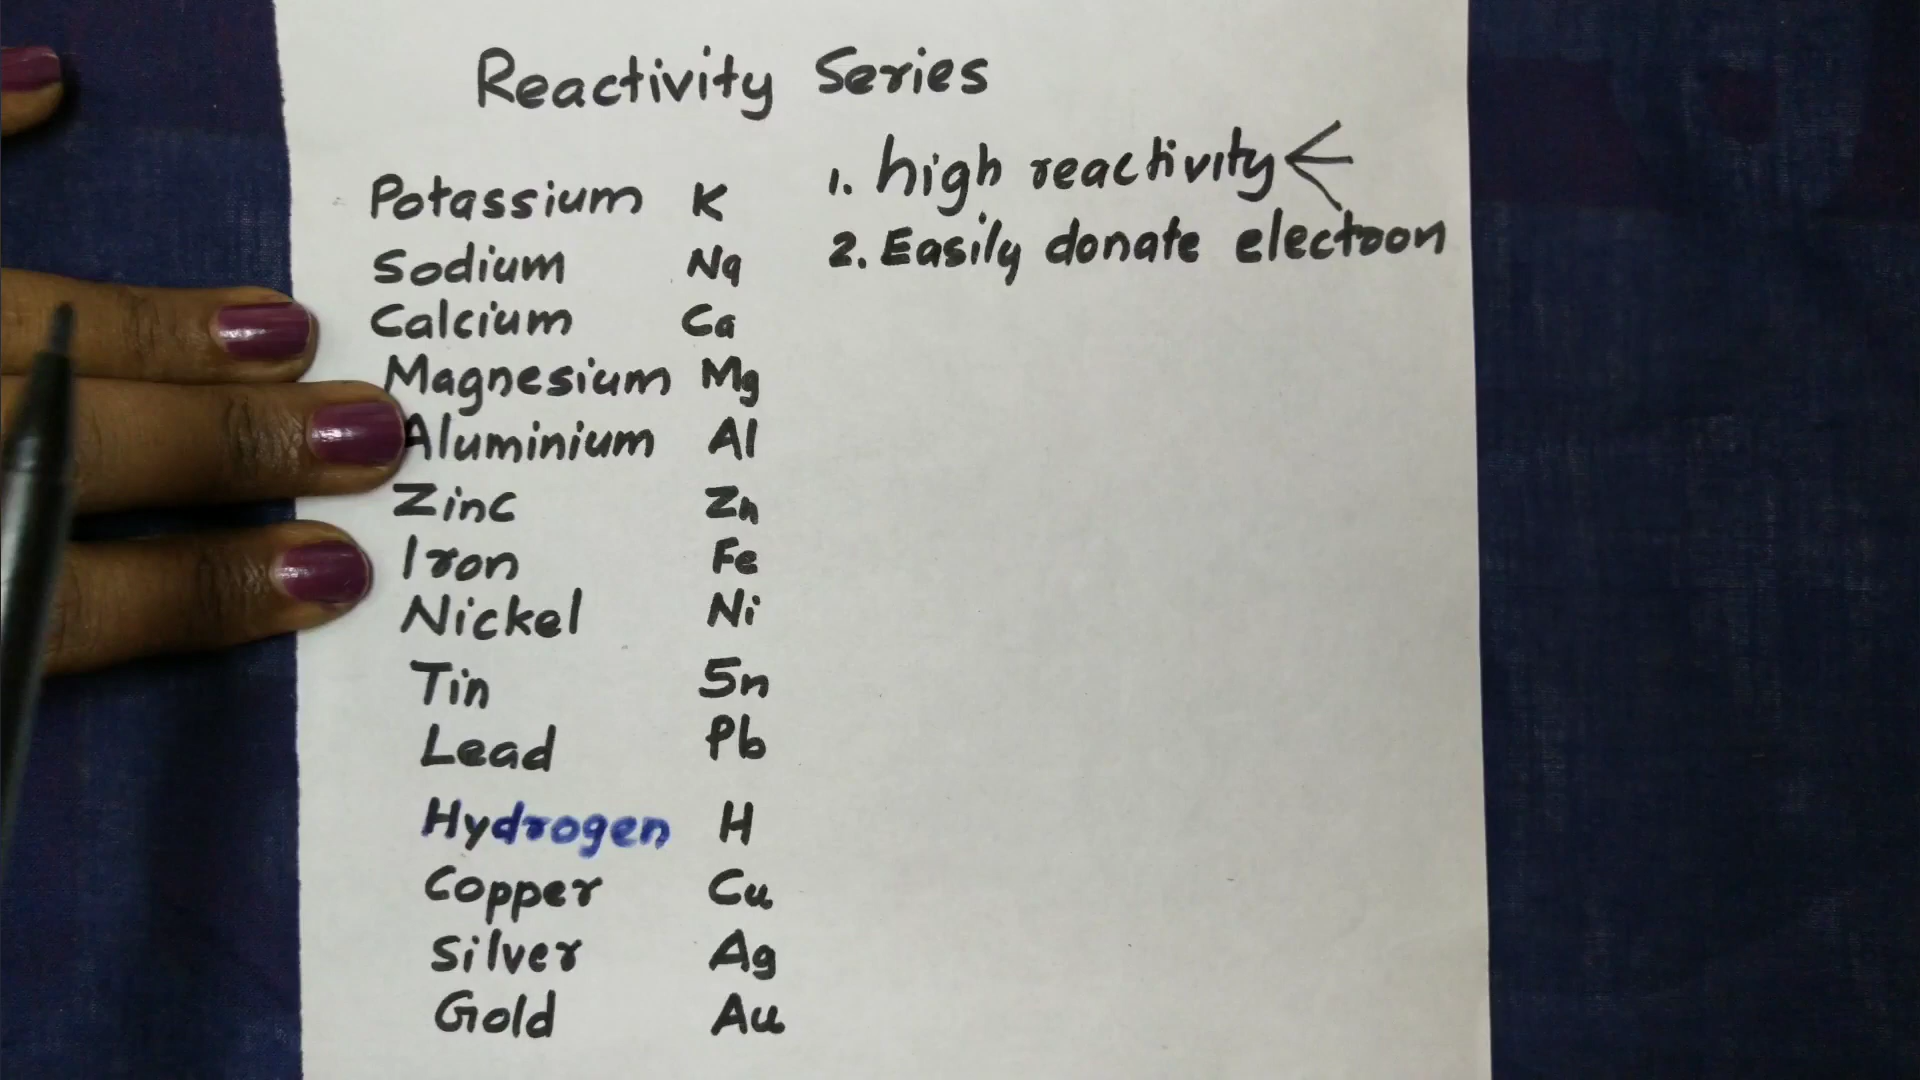 Reactivity Series
Potassium K
Sodium Na
Calcium Ca
Magnesium Mg
Aluminium Al
Zinc Zn
Iron Fe
Nickel Ni
Tin Sn
Lead Pb
Hydrogen H
Copper Cu
Silver Ag
Gold Au
1. high reactivity
2. Easily donate electron